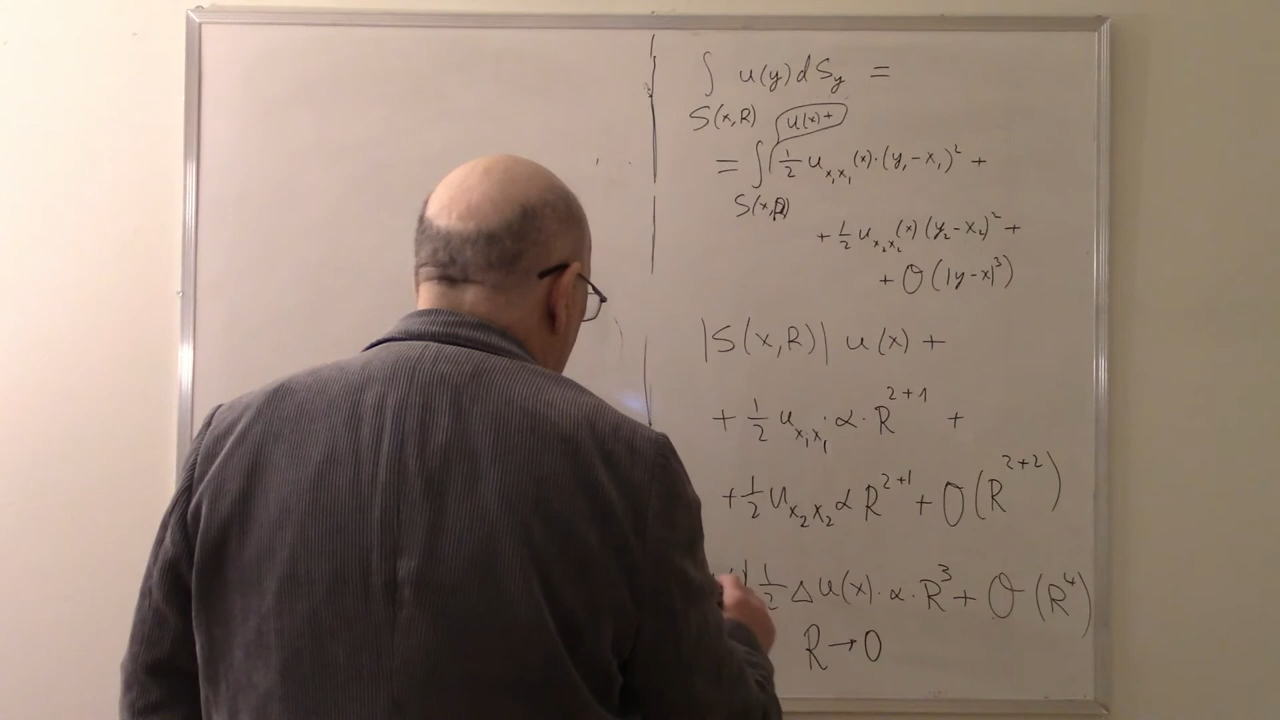 ∫ u(y) dS_y =
S(x,R) u(x) +
= ∫ ( ½ u_{x₁x₁}(x)·(y₁-x₁)² +
S(x,R)
+ ½ u_{x₂x₂}(x) (y₂-x₂)² +
+ O(|y-x|³)
|S(x,R)| u(x) +
+ ½ u_{x₁x₁} · α · R^{2+1} +
+ ½ u_{x₂x₂} α R^{2+1} + O(R^{2+2})
½ Δu(x) · α · R³ + O(R⁴)
R → 0